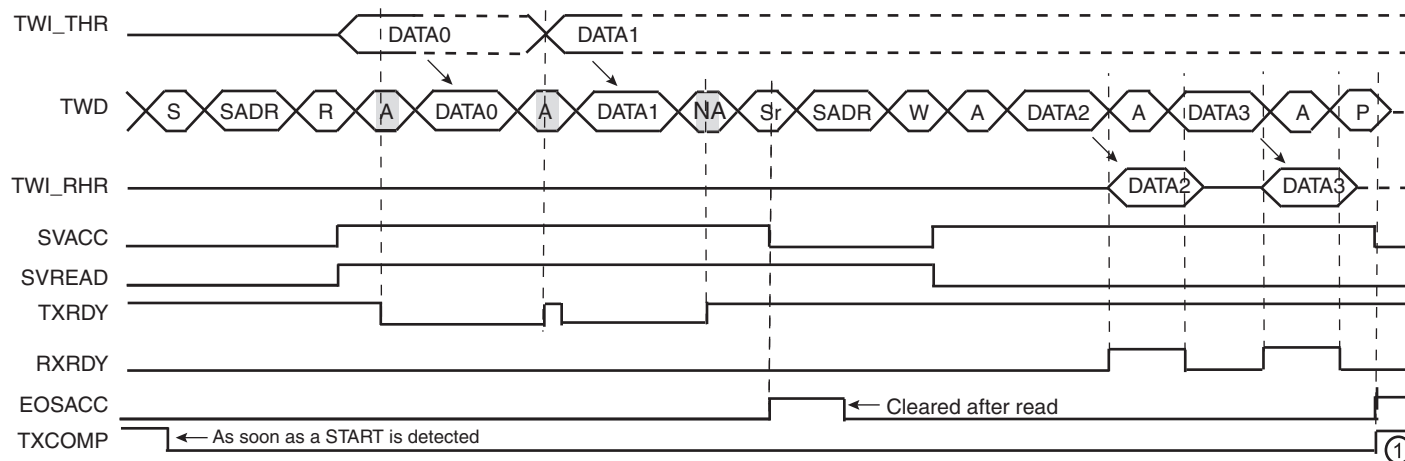 TWI_THR DATA0 DATA1
TWD S SADR R A DATA0 A DATA1 NA Sr SADR W A DATA2 A DATA3 A P
TWI_RHR DATA2 DATA3
SVACC
SVREAD
TXRDY
RXRDY
EOSACC Cleared after read
TXCOMP As soon as a START is detected 1